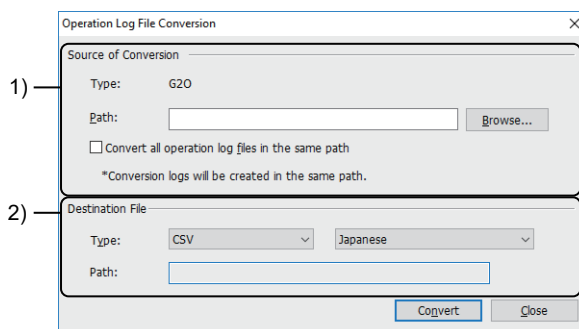 Operation Log File Conversion
1)
Source of Conversion
Type: G2O
Path: Browse...
Convert all operation log files in the same path
*Conversion logs will be created in the same path.
2)
Destination File
Type: CSV Japanese
Path:
Convert Close